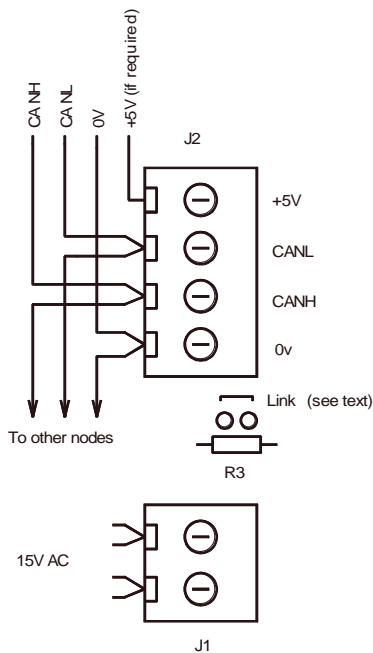 CANH
CANL
0V
+5V (if required)
J2
+5V
CANL
CANH
0v
Link (see text)
To other nodes
R3
15V AC
J1